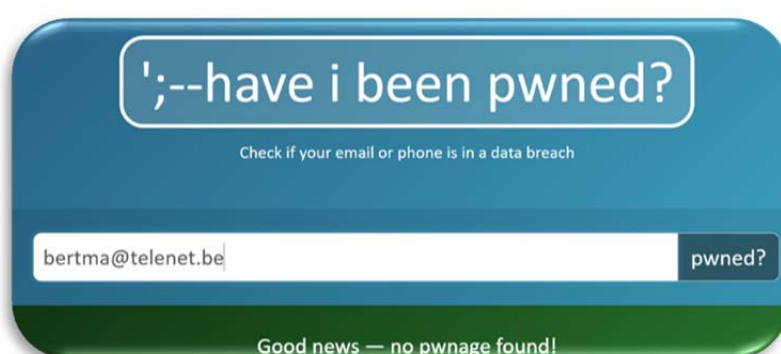 ';--have i been pwned?
Check if your email or phone is in a data breach
bertma@telenet.be
pwned?
Good news — no pwnage found!